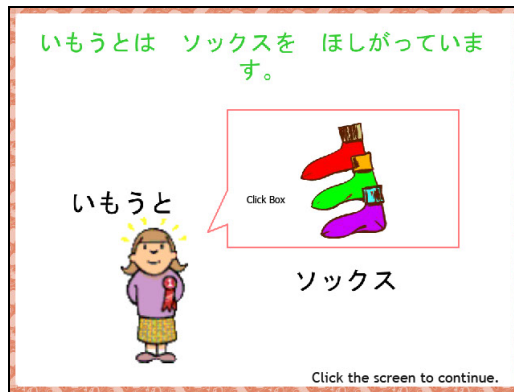 いもうとは　ソックスを　ほしがっていま
す。
いもうと
Click Box
ソックス
Click the screen to continue.